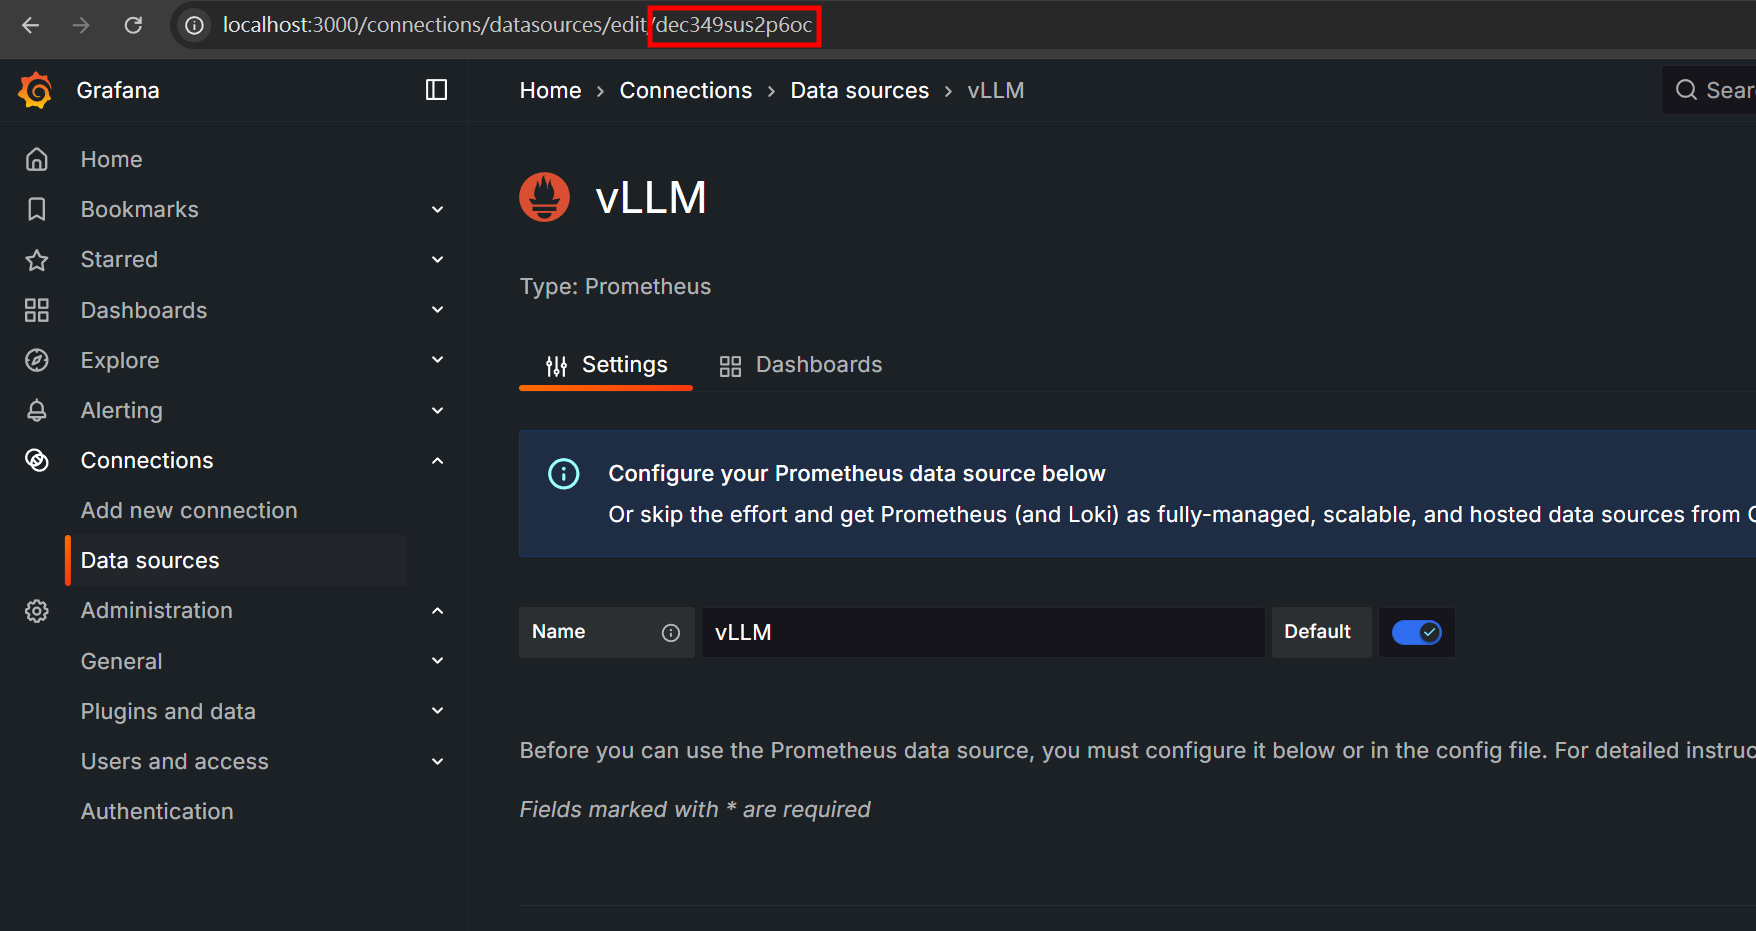 localhost:3000/connections/datasources/edit/dec349sus2p6oc
Grafana
Home › Connections › Data sources › vLLM
Sear
Home
Bookmarks
Starred
Dashboards
Explore
Alerting
Connections
Add new connection
Data sources
Administration
General
Plugins and data
Users and access
Authentication
vLLM
Type: Prometheus
Settings
Dashboards
Configure your Prometheus data source below
Or skip the effort and get Prometheus (and Loki) as fully-managed, scalable, and hosted data sources from
Name
vLLM
Default
Before you can use the Prometheus data source, you must configure it below or in the config file. For detailed instruc
Fields marked with * are required